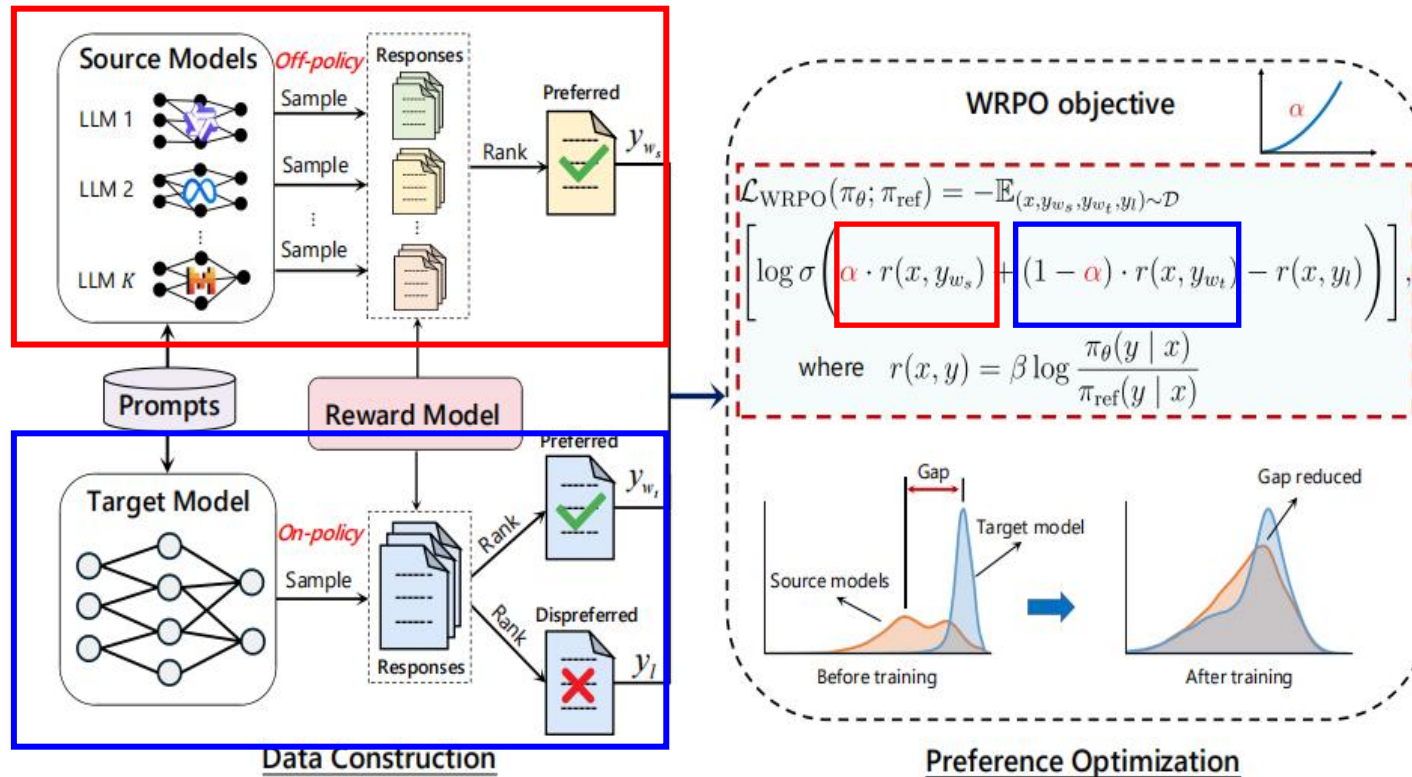 Source Models
Off-policy
Responses
LLM 1
Sample
LLM 2
Sample
⋮
⋮
⋮
LLM K
Sample
Rank
Preferred
y_{w_s}
Prompts
Reward Model
Target Model
On-policy
Sample
Responses
Rank
Rank
Preferred
y_{w_t}
Dispreferred
y_l
Data Construction
WRPO objective
α
\mathcal{L}_{WRPO}(π_θ; π_ref) = −𝔼_{(x,y_{w_s},y_{w_t},y_l)∼𝒟}
[log σ(α · r(x, y_{w_s}) + (1 − α) · r(x, y_{w_t}) − r(x, y_l))],
where r(x, y) = β log π_θ(y | x) / π_ref(y | x)
Gap
Target model
Source models
Before training
Gap reduced
After training
Preference Optimization